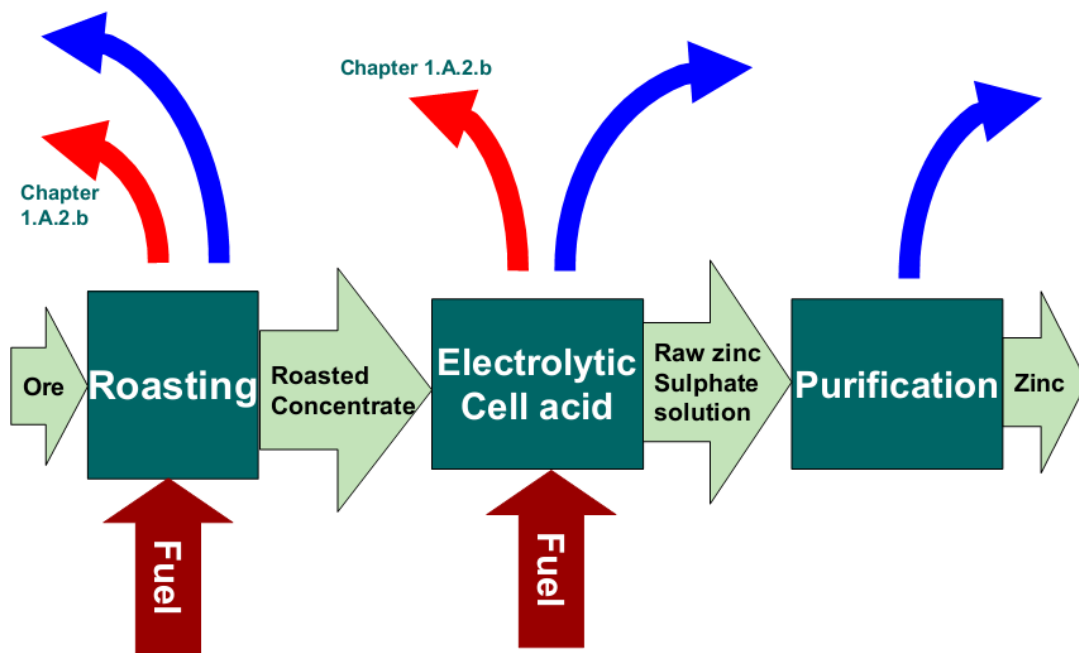 Chapter 1.A.2.b
Chapter
1.A.2.b
Ore
Roasting
Roasted
Concentrate
Electrolytic
Cell acid
Raw zinc
Sulphate
solution
Purification
Zinc
Fuel
Fuel